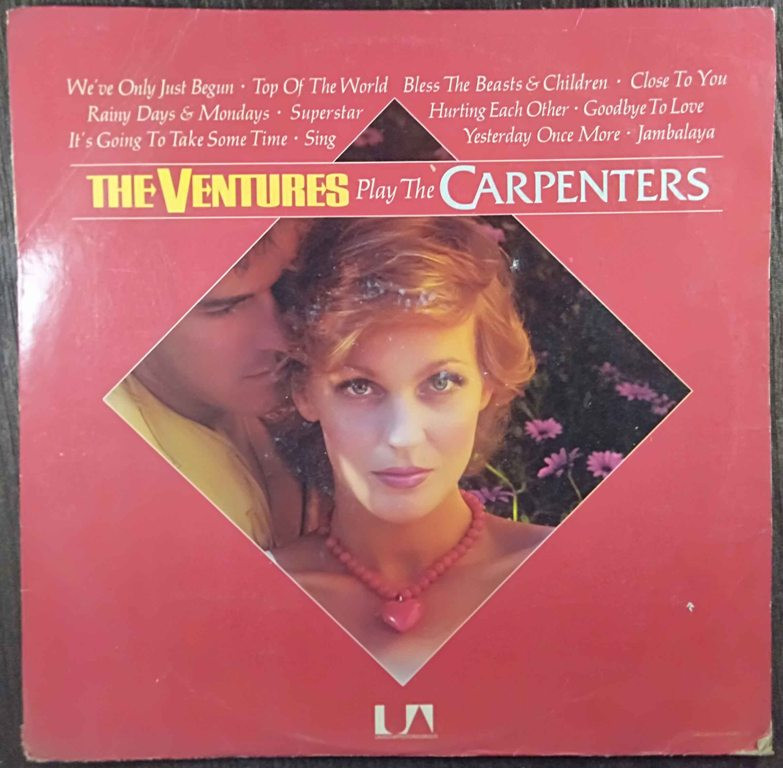 We've Only Just Begun · Top Of The World
Rainy Days & Mondays · Superstar
It's Going To Take Some Time · Sing
Bless The Beasts & Children · Close To You
Hurting Each Other · Goodbye To Love
Yesterday Once More · Jambalaya
THE VENTURES Play The CARPENTERS
UA